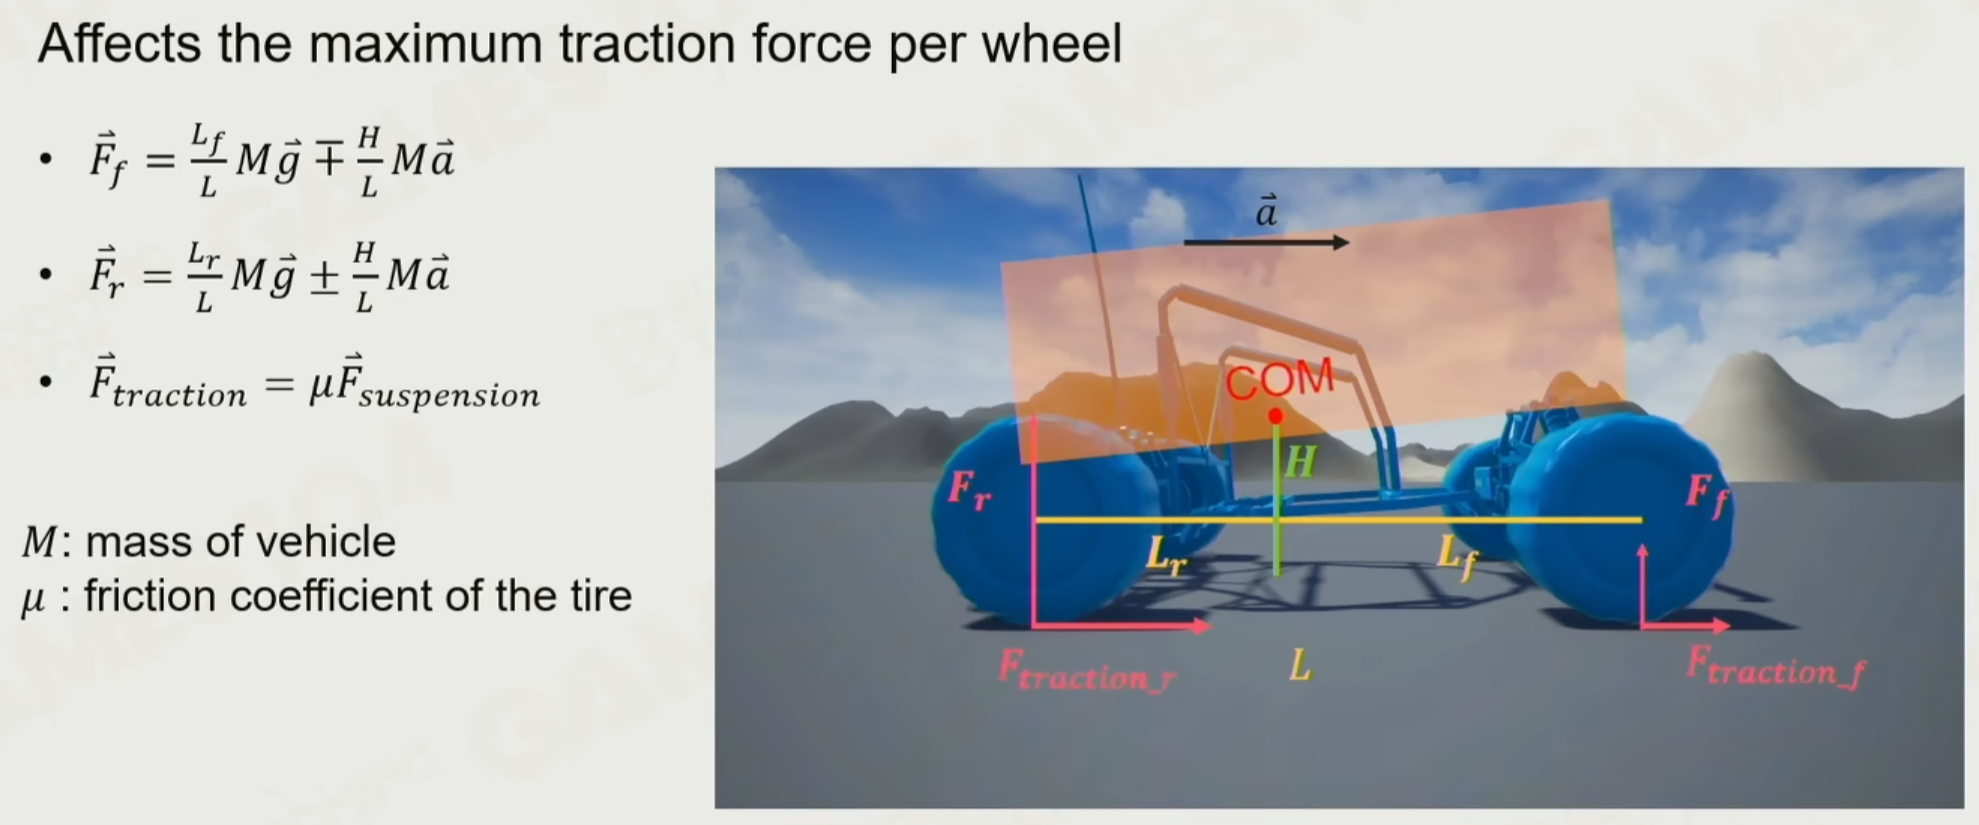 Affects the maximum traction force per wheel
• $\vec{F}_f = \frac{L_f}{L} M\vec{g} \mp \frac{H}{L} M\vec{a}$
• $\vec{F}_r = \frac{L_r}{L} M\vec{g} \pm \frac{H}{L} M\vec{a}$
• $\vec{F}_{traction} = \mu \vec{F}_{suspension}$
M: mass of vehicle
μ : friction coefficient of the tire
$\vec{a}$
COM
H
$F_r$
$F_f$
$L_r$
$L_f$
$F_{traction\_r}$
L
$F_{traction\_f}$